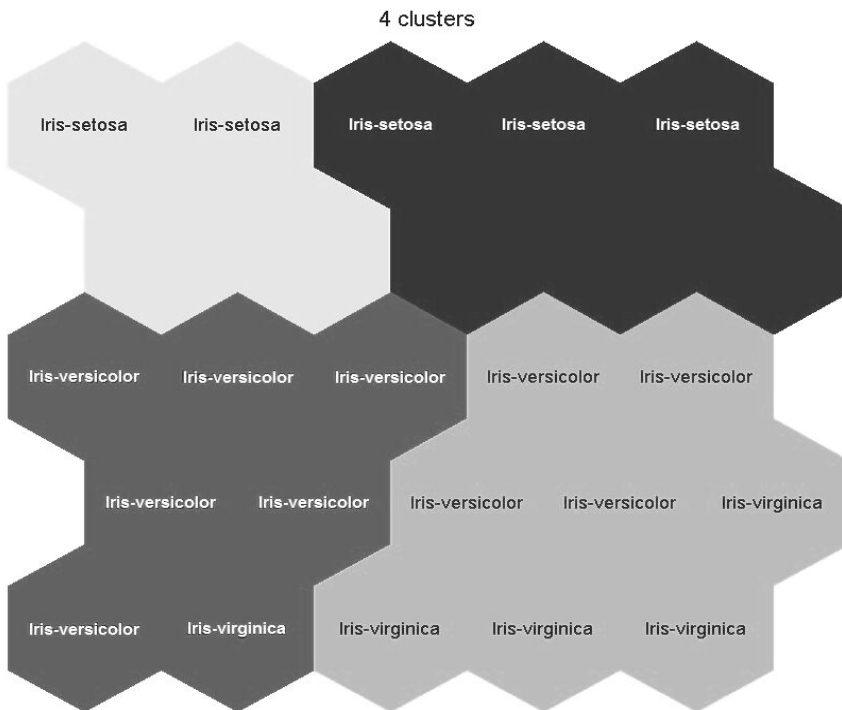 4 clusters
Iris-setosa Iris-setosa Iris-setosa Iris-setosa Iris-setosa
Iris-versicolor Iris-versicolor Iris-versicolor Iris-versicolor Iris-versicolor
Iris-versicolor Iris-versicolor Iris-versicolor Iris-versicolor Iris-virginica
Iris-versicolor Iris-virginica Iris-virginica Iris-virginica Iris-virginica